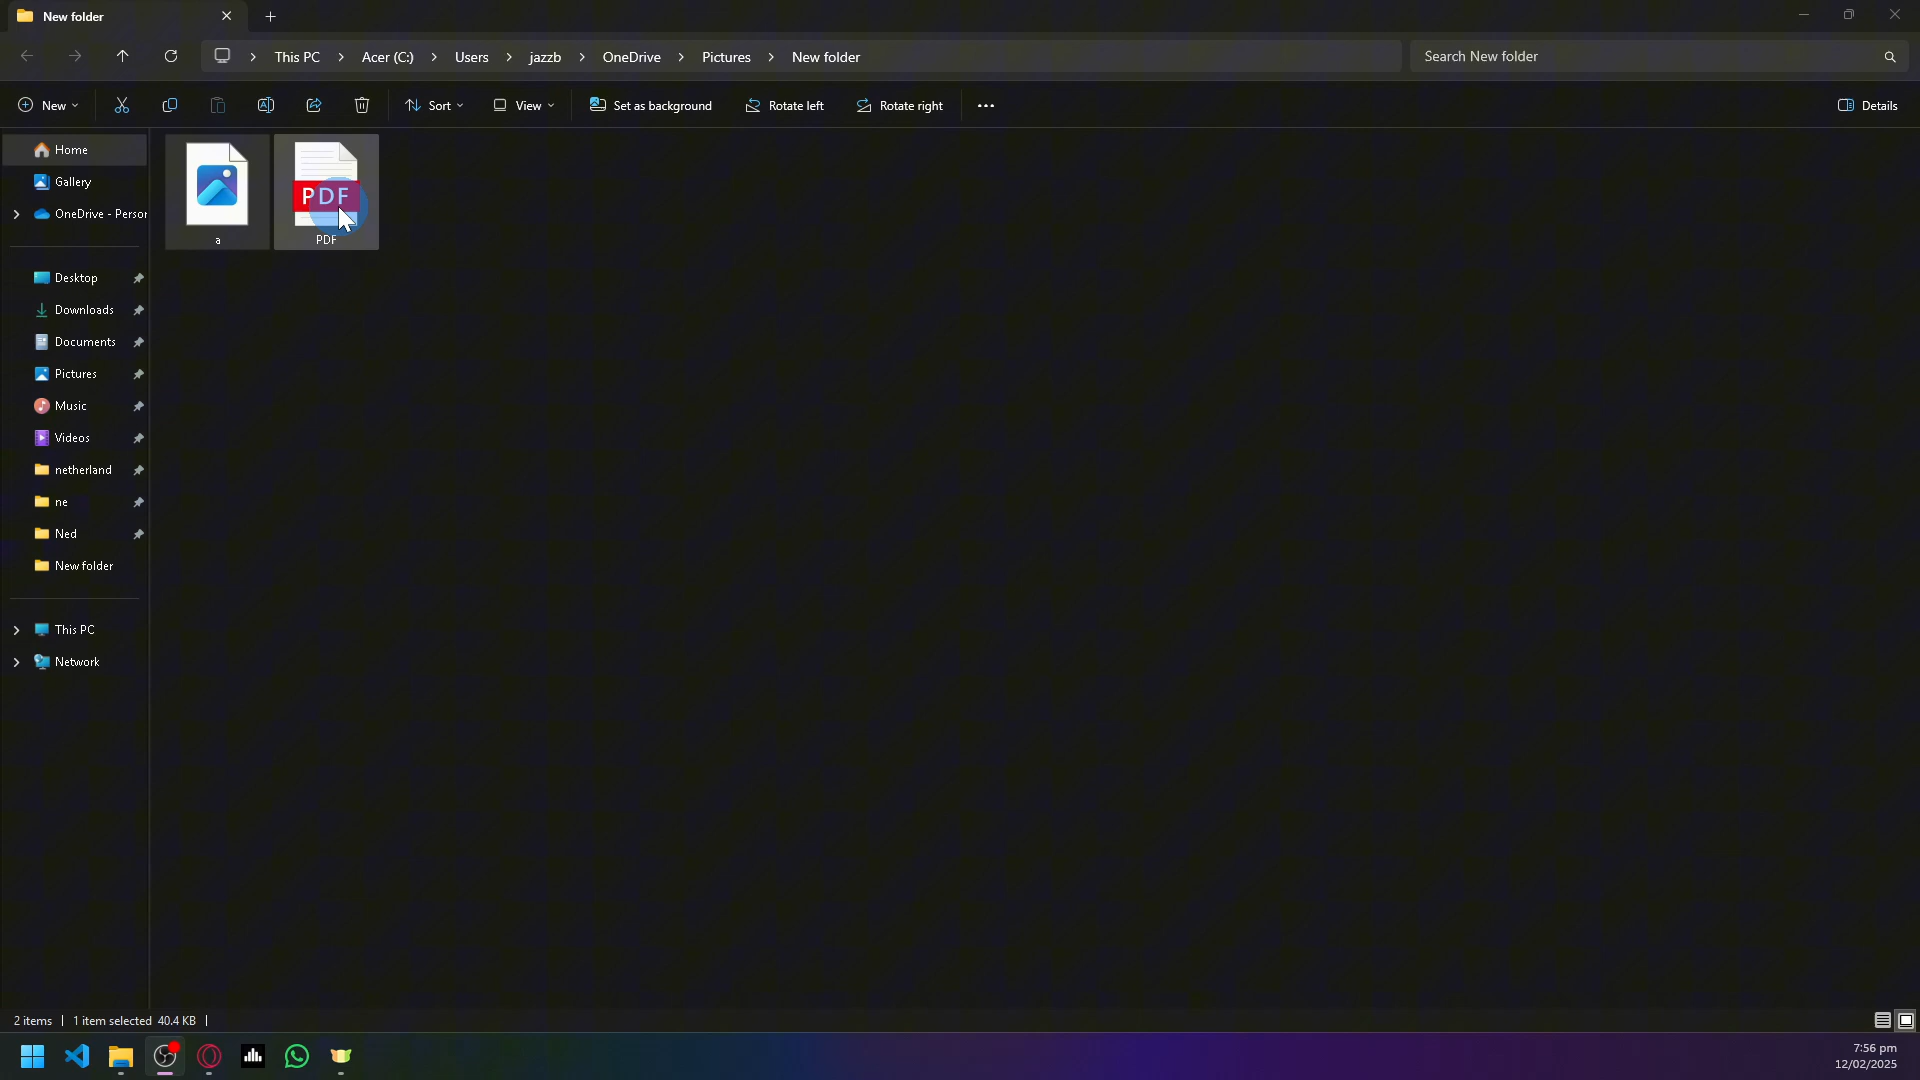 New folder
This PC
Acer (C:)
Users
jazzb
OneDrive
Pictures
New folder
Search New folder
New
Sort
View
Set as background
Rotate left
Rotate right
Details
Home
Gallery
OneDrive - Person
Desktop
Downloads
Documents
Pictures
Music
Videos
netherland
ne
Ned
New folder
This PC
Network
PDF
a
PDF
2 items
1 item selected 40.4 KB
7:56 pm
12/02/2025